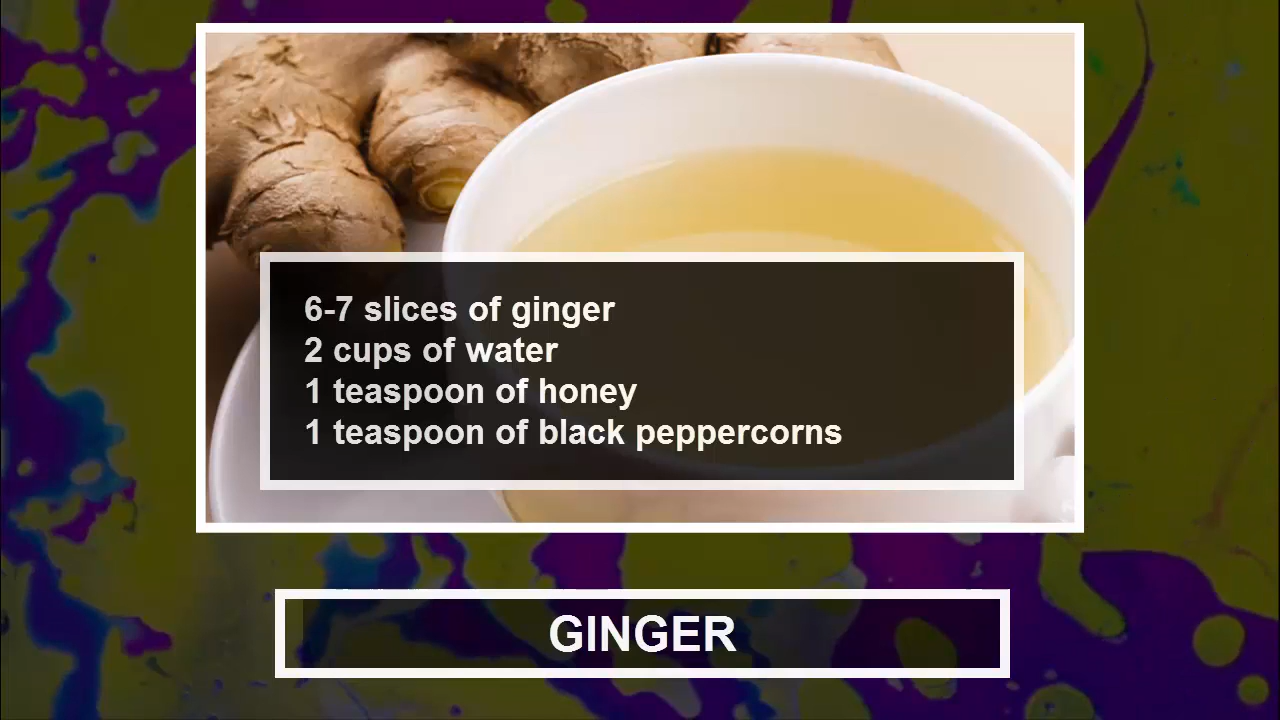 6-7 slices of ginger
2 cups of water
1 teaspoon of honey
1 teaspoon of black peppercorns
GINGER